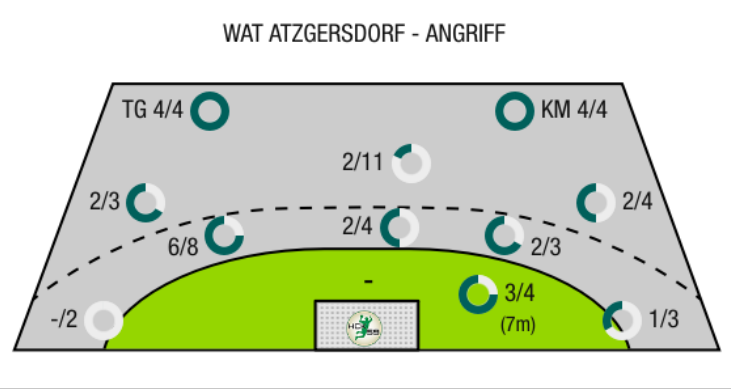 WAT ATZGERSDORF - ANGRIFF
TG 4/4
KM 4/4
2/11
2/3
2/4
2/4
6/8
2/3
-
3/4
(7m)
-/2
1/3